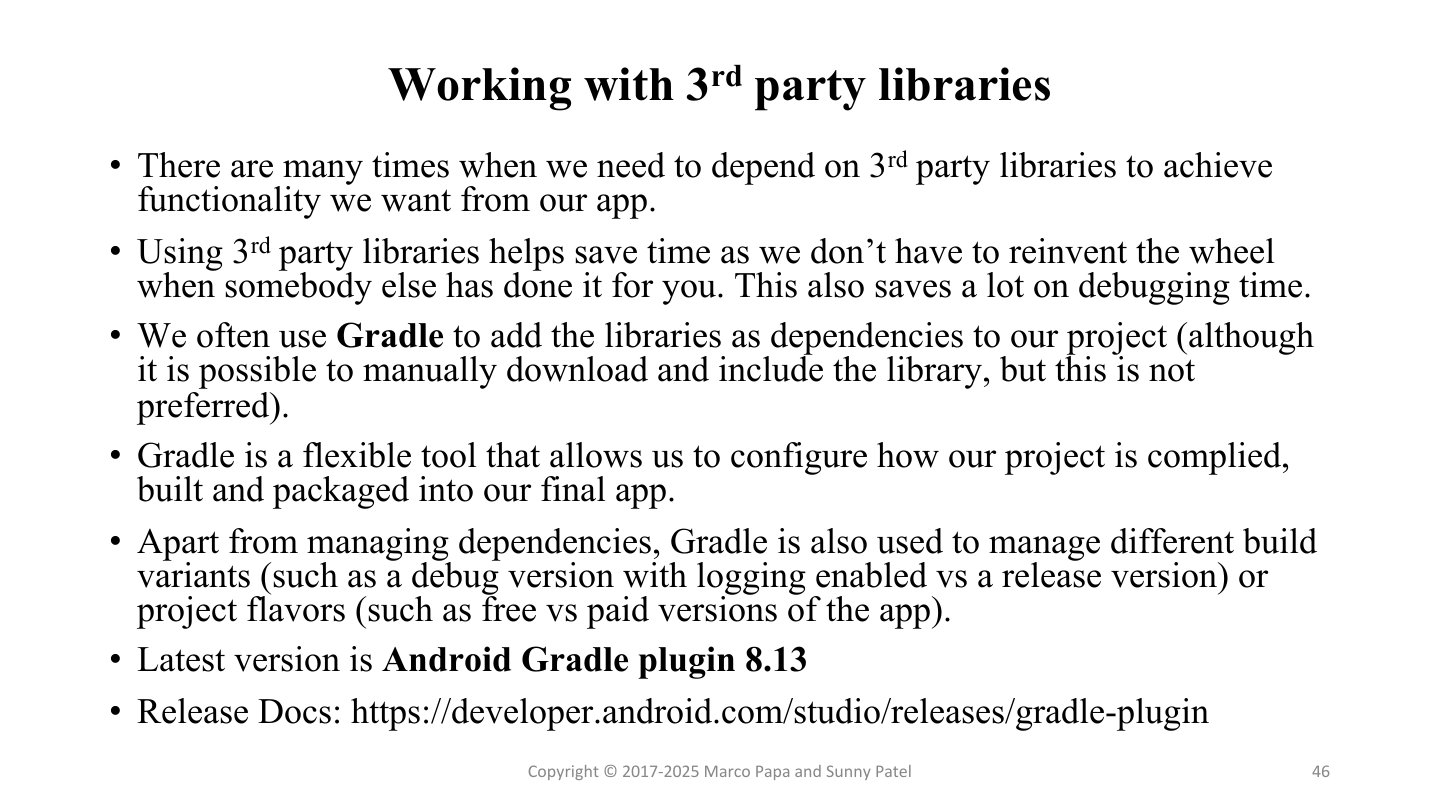 Working with 3rd party libraries
• There are many times when we need to depend on 3rd party libraries to achieve
functionality we want from our app.
• Using 3rd party libraries helps save time as we don’t have to reinvent the wheel
when somebody else has done it for you. This also saves a lot on debugging time.
• We often use Gradle to add the libraries as dependencies to our project (although
it is possible to manually download and include the library, but this is not
preferred).
• Gradle is a flexible tool that allows us to configure how our project is complied,
built and packaged into our final app.
• Apart from managing dependencies, Gradle is also used to manage different build
variants (such as a debug version with logging enabled vs a release version) or
project flavors (such as free vs paid versions of the app).
• Latest version is Android Gradle plugin 8.13
• Release Docs: https://developer.android.com/studio/releases/gradle-plugin
Copyright © 2017-2025 Marco Papa and Sunny Patel
46